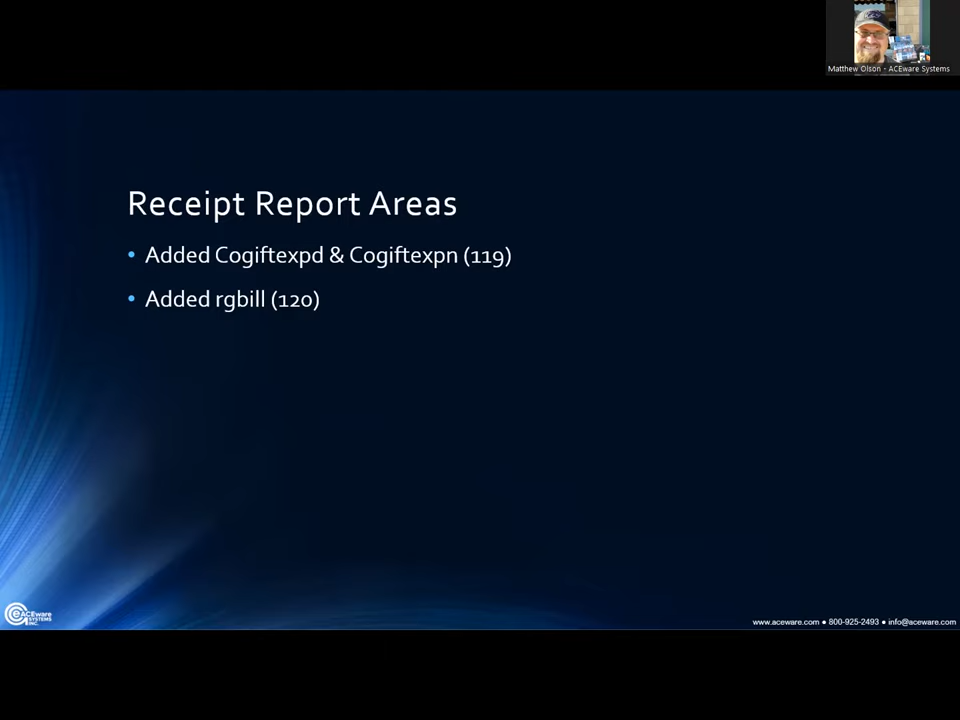 Matthew Olson - ACEware Systems
Receipt Report Areas
• Added Cogiftexpd & Cogiftexpn (119)
• Added rgbill (120)
ACEware
SYSTEMS
INC.
www.aceware.com ● 800-925-2493 ● info@aceware.com